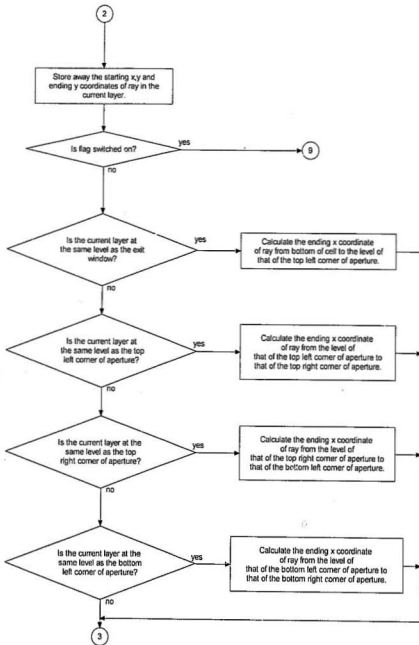 2
Store away the starting x,y and
ending y coordinates of ray in the
current layer.
Is flag switched on?
yes
9
no
Is the current layer at
the same level as the exit
window?
yes
Calculate the ending x coordinate
of ray from bottom of cell to the level of
that of the top left corner of aperture.
no
Is the current layer at
the same level as the top
left corner of aperture?
yes
Calculate the ending x coordinate
of ray from the level of
that of the top left corner of aperture to
that of the top right corner of aperture.
no
Is the current layer at the
same level as the top
right corner of aperture?
yes
Calculate the ending x coordinate
of ray from the level of
that of the top right corner of aperture to
that of the bottom left corner of aperture.
no
Is the current layer at the
same level as the bottom
left corner of aperture?
yes
Calculate the ending x coordinate
of ray from the level of
that of the bottom left corner of aperture to
that of the bottom right corner of aperture.
no
3